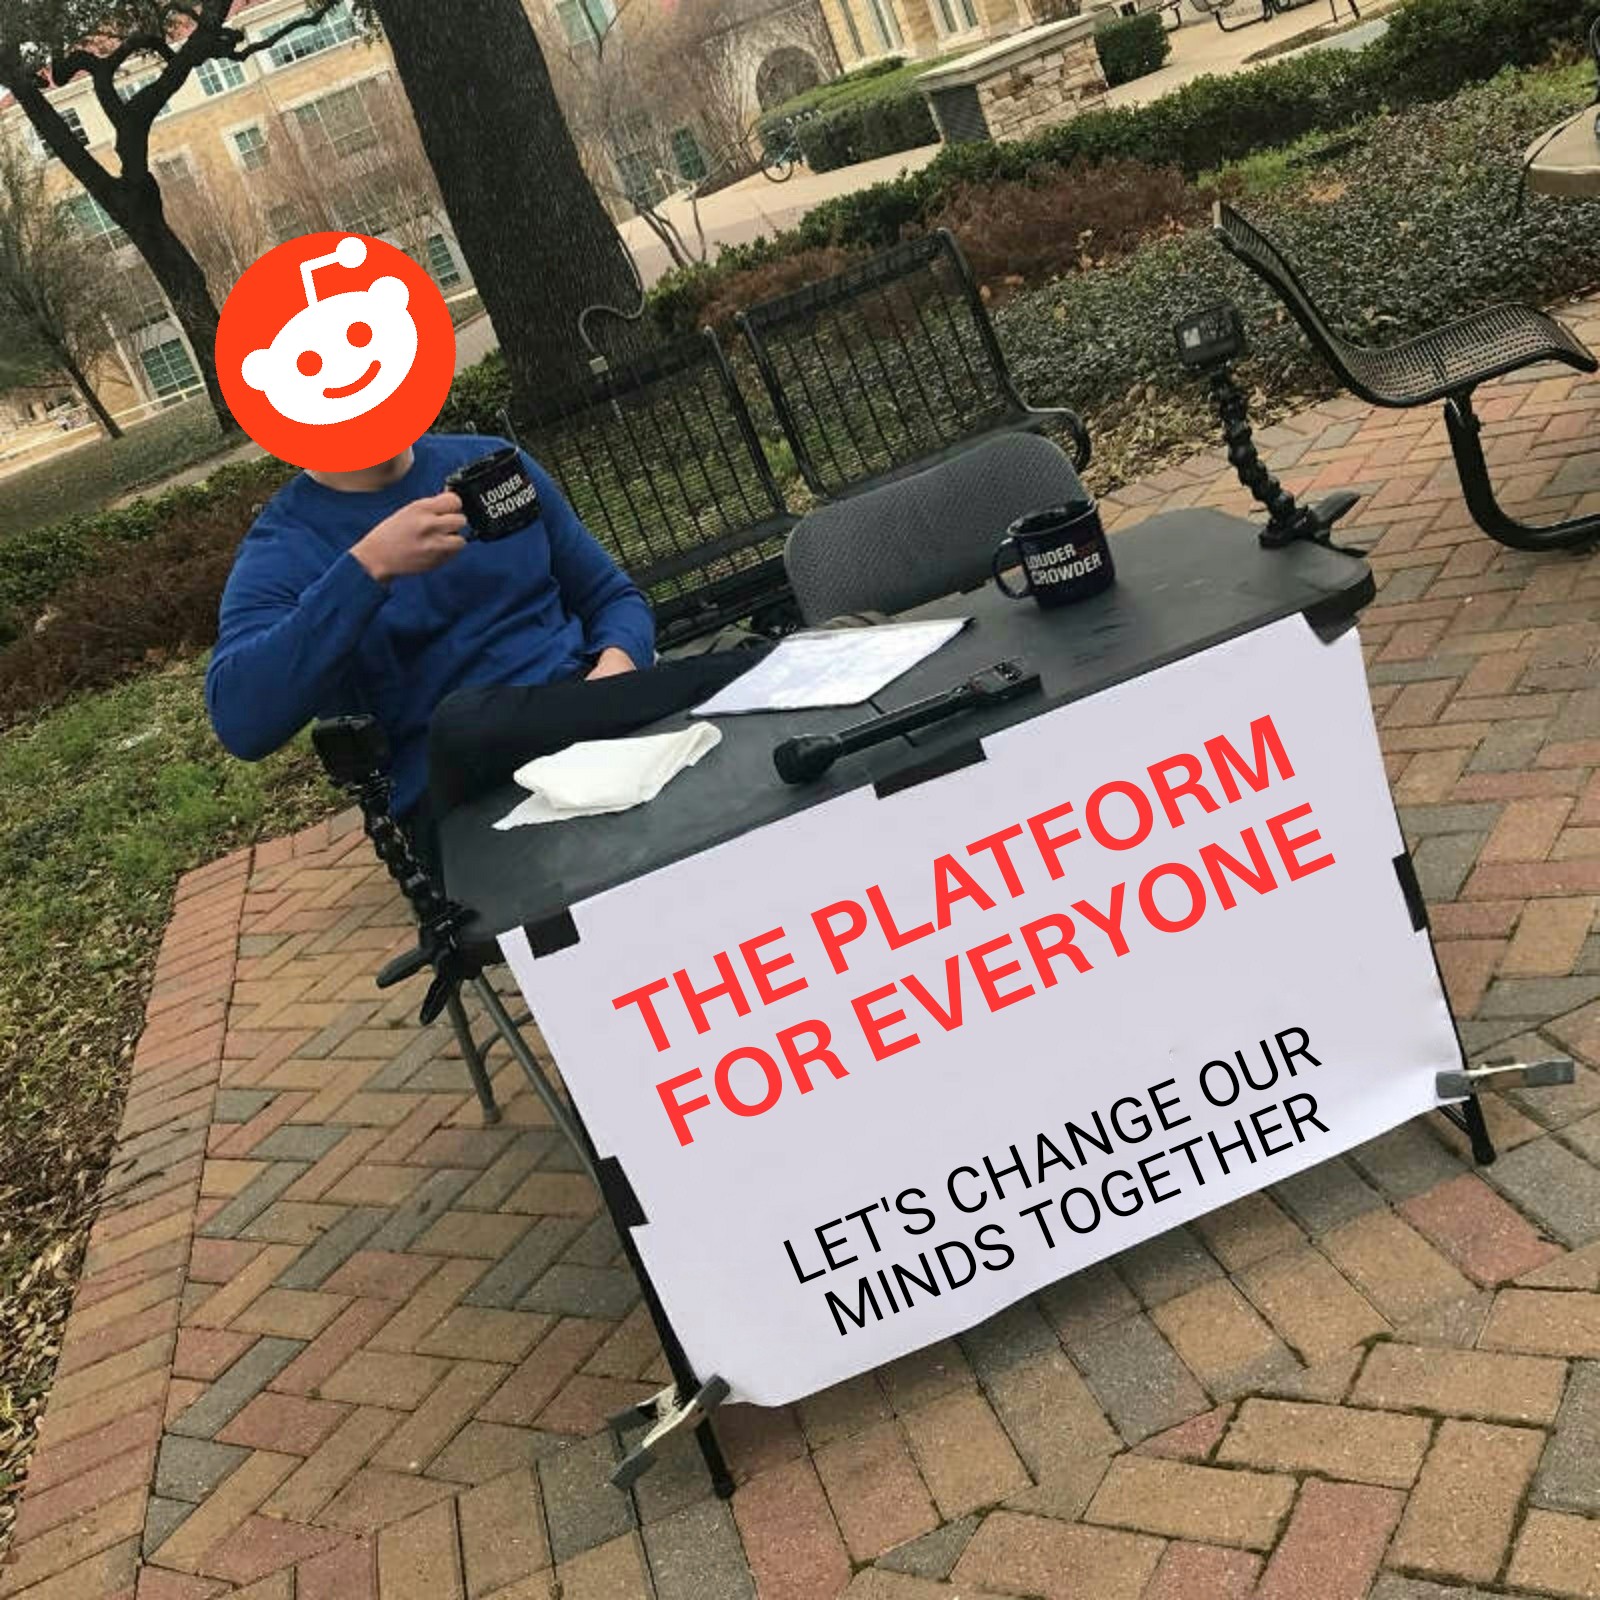 LOUDER
CROWDER
LOUDER
CROWDER
THE PLATFORM
FOR EVERYONE
LET'S CHANGE OUR
MINDS TOGETHER